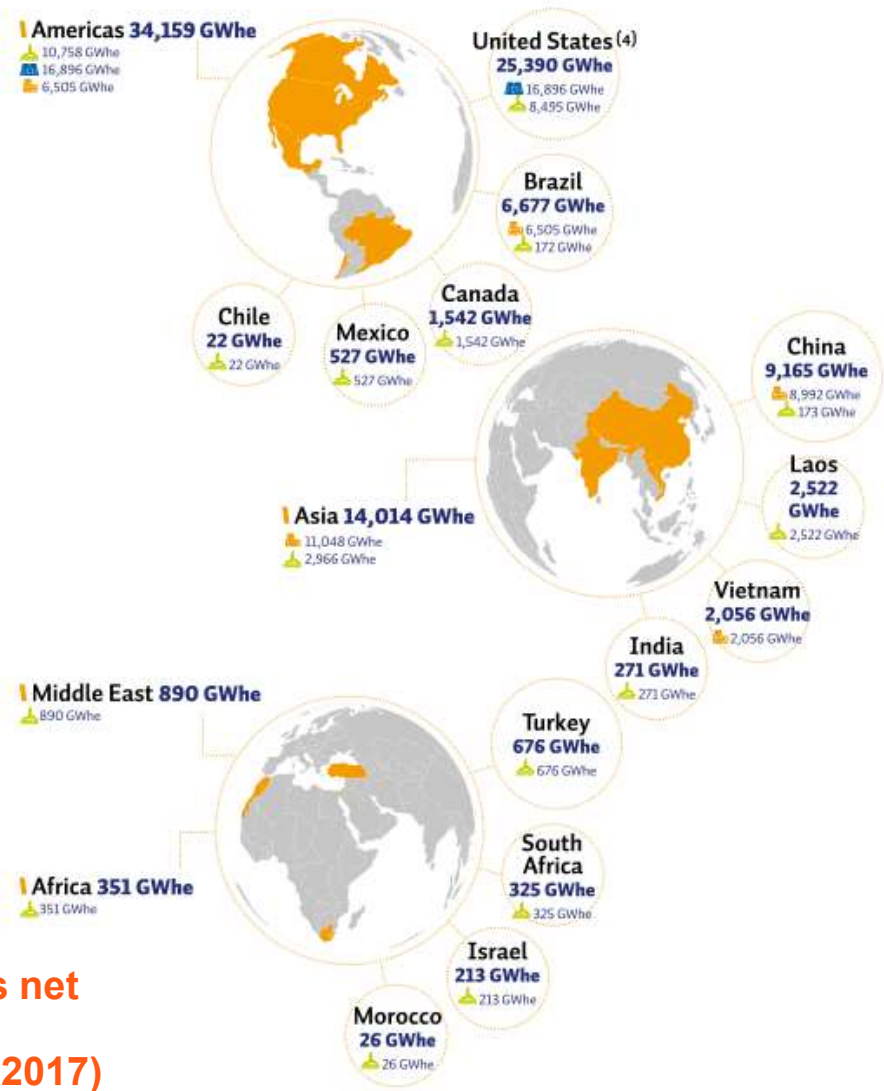 Americas 34,159 GWhe
10,758 GWhe
16,896 GWhe
6,505 GWhe
United States (4)
25,390 GWhe
16,896 GWhe
8,495 GWhe
Brazil
6,677 GWhe
6,505 GWhe
172 GWhe
Canada
1,542 GWhe
1,542 GWhe
Mexico
527 GWhe
527 GWhe
Chile
22 GWhe
22 GWhe
Asia 14,014 GWhe
11,048 GWhe
2,966 GWhe
China
9,165 GWhe
8,992 GWhe
173 GWhe
Laos
2,522
GWhe
2,522 GWhe
Vietnam
2,056 GWhe
2,056 GWhe
India
271 GWhe
271 GWhe
Middle East 890 GWhe
890 GWhe
Africa 351 GWhe
351 GWhe
Turkey
676 GWhe
676 GWhe
South
Africa
325 GWhe
325 GWhe
Israel
213 GWhe
213 GWhe
Morocco
26 GWhe
26 GWhe
s net
2017)